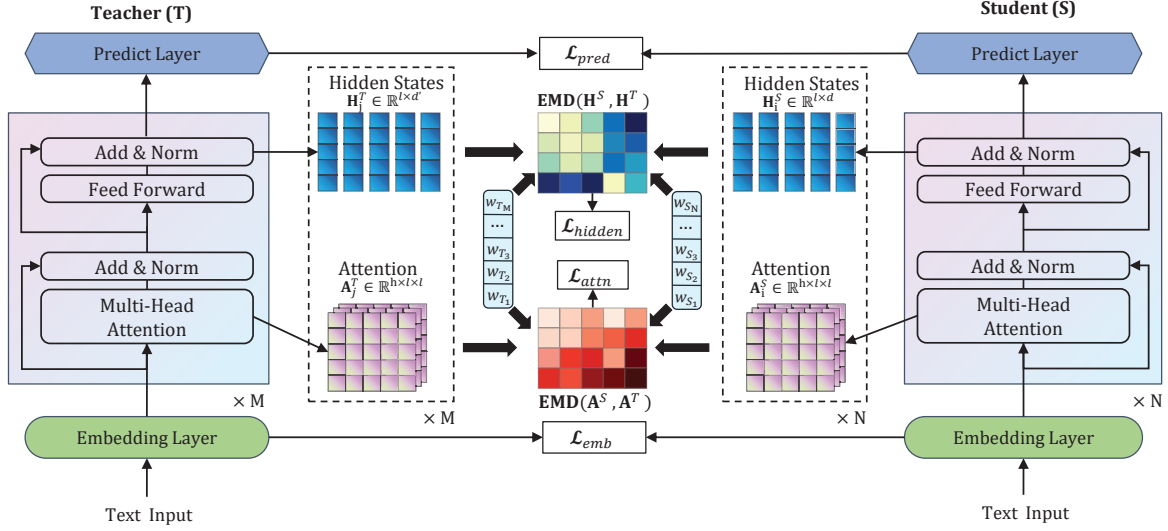 Teacher (T)
Student (S)
Predict Layer
ℒpred
Predict Layer
Hidden States
H_j^T ∈ ℝ^{l×d'}
EMD(H^S, H^T)
Hidden States
H_i^S ∈ ℝ^{l×d}
Add & Norm
Feed Forward
Add & Norm
Multi-Head
Attention
× M
w_{T_M}
...
w_{T_3}
w_{T_2}
w_{T_1}
ℒhidden
ℒattn
w_{S_N}
...
w_{S_3}
w_{S_2}
w_{S_1}
Add & Norm
Feed Forward
Add & Norm
Multi-Head
Attention
× N
Attention
A_j^T ∈ ℝ^{h×l×l}
× M
Attention
A_i^S ∈ ℝ^{h×l×l}
× N
EMD(A^S, A^T)
Embedding Layer
ℒemb
Embedding Layer
Text Input
Text Input